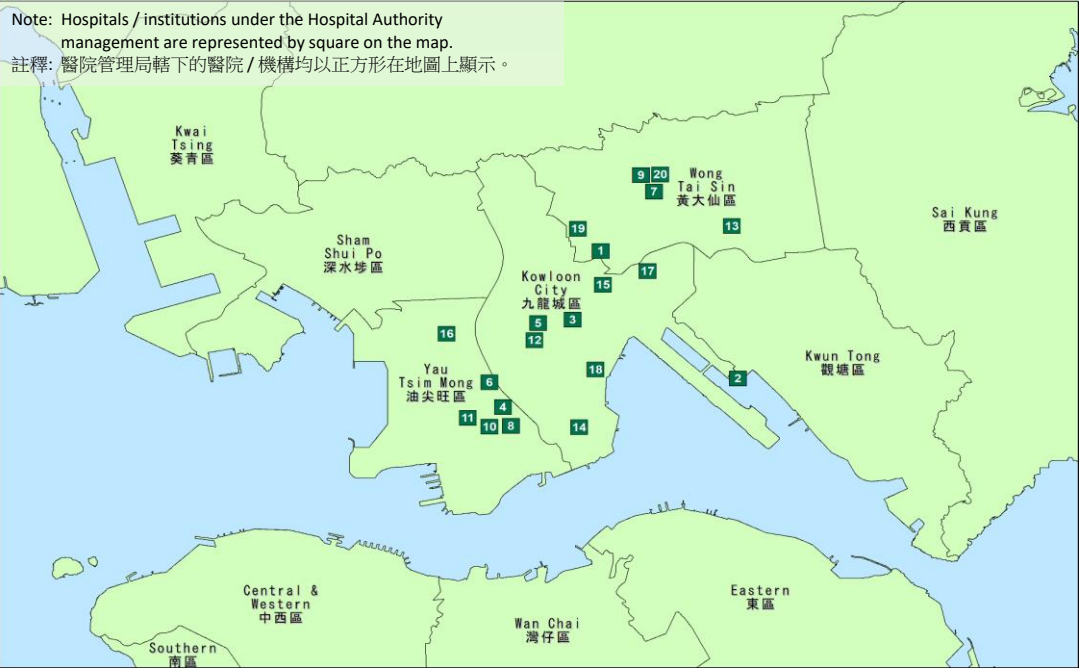 Note: Hospitals / institutions under the Hospital Authority
management are represented by square on the map.
註釋: 醫院管理局轄下的醫院 / 機構均以正方形在地圖上顯示。
Kwai
Tsing
葵青區
9
20
7
Wong
Tai Sin
黃大仙區
13
Sai Kung
西貢區
Sham
Shui Po
深水埗區
19
1
17
15
Kowloon
City
九龍城區
5
3
12
16
18
Yau
Tsim Mong
油尖旺區
6
4
11
10
8
14
2
Kwun Tong
觀塘區
Central &
Western
中西區
Southern
南區
Wan Chai
灣仔區
Eastern
東區